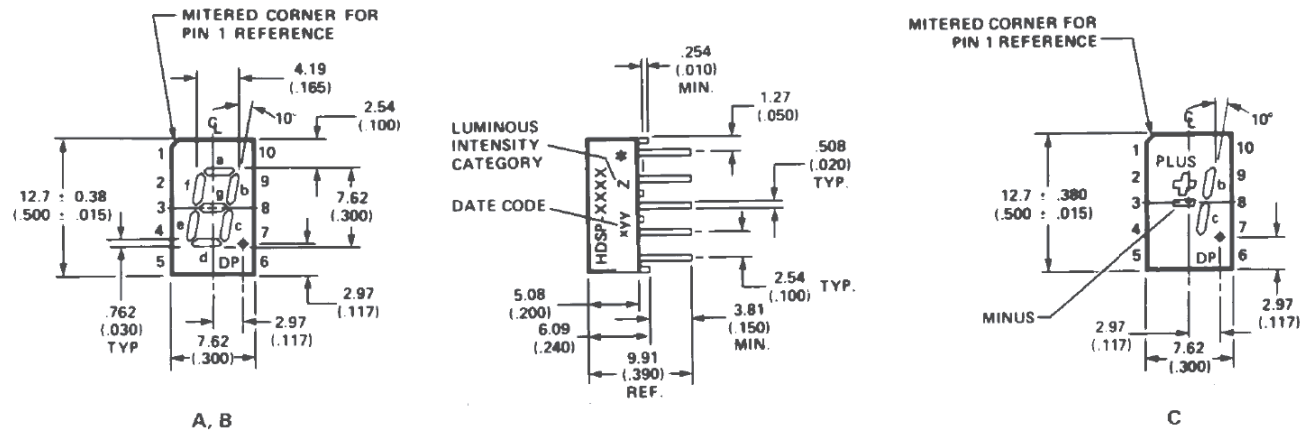 MITERED CORNER FOR
PIN 1 REFERENCE
4.19
(.165)
2.54
(.100)
10°
℄
1
2
3
4
5
10
9
8
7
6
a
f
b
g
e
c
d
DP
12.7 ± 0.38
(.500 ± .015)
7.62
(.300)
.762
(.030)
TYP
2.97
(.117)
2.97
(.117)
7.62
(.300)
A, B
.254
(.010)
MIN.
1.27
(.050)
LUMINOUS
INTENSITY
CATEGORY
DATE CODE
HDSP-XXXX
*
Z
xYY
.508
(.020)
TYP.
2.54
(.100)
TYP.
5.08
(.200)
6.09
(.240)
3.81
(.150)
MIN.
9.91
(.390)
REF.
MITERED CORNER FOR
PIN 1 REFERENCE
℄
10°
1
2
3
4
5
10
9
8
7
6
PLUS
b
c
DP
12.7 ± .380
(.500 ± .015)
MINUS
2.97
(.117)
2.97
(.117)
7.62
(.300)
C